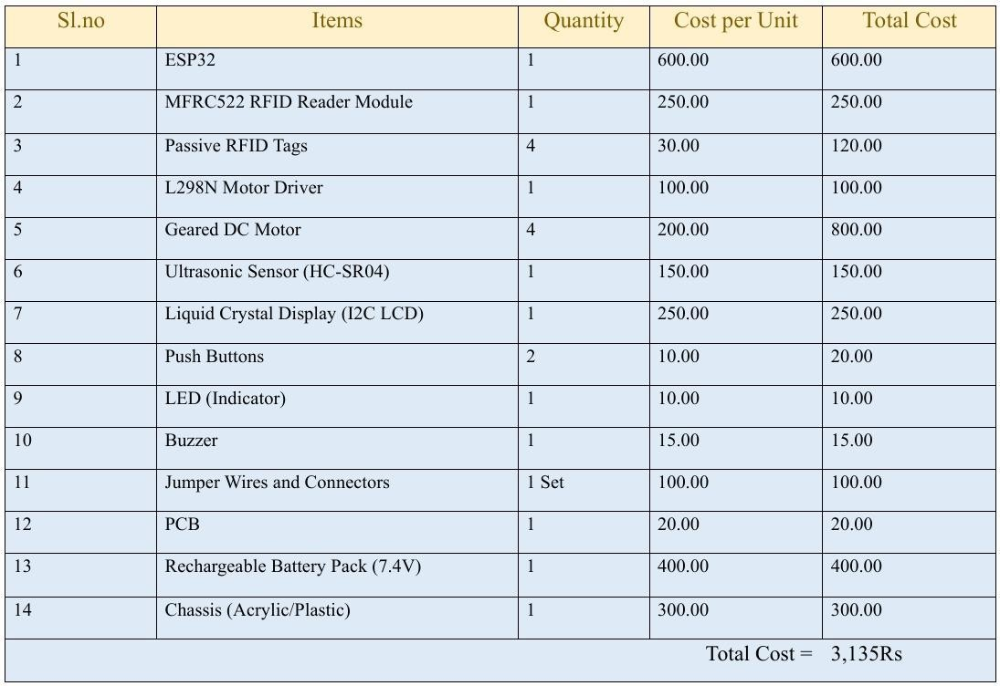 Sl.no Items Quantity Cost per Unit Total Cost
1 ESP32 1 600.00 600.00
2 MFRC522 RFID Reader Module 1 250.00 250.00
3 Passive RFID Tags 4 30.00 120.00
4 L298N Motor Driver 1 100.00 100.00
5 Geared DC Motor 4 200.00 800.00
6 Ultrasonic Sensor (HC-SR04) 1 150.00 150.00
7 Liquid Crystal Display (I2C LCD) 1 250.00 250.00
8 Push Buttons 2 10.00 20.00
9 LED (Indicator) 1 10.00 10.00
10 Buzzer 1 15.00 15.00
11 Jumper Wires and Connectors 1 Set 100.00 100.00
12 PCB 1 20.00 20.00
13 Rechargeable Battery Pack (7.4V) 1 400.00 400.00
14 Chassis (Acrylic/Plastic) 1 300.00 300.00
Total Cost = 3,135Rs